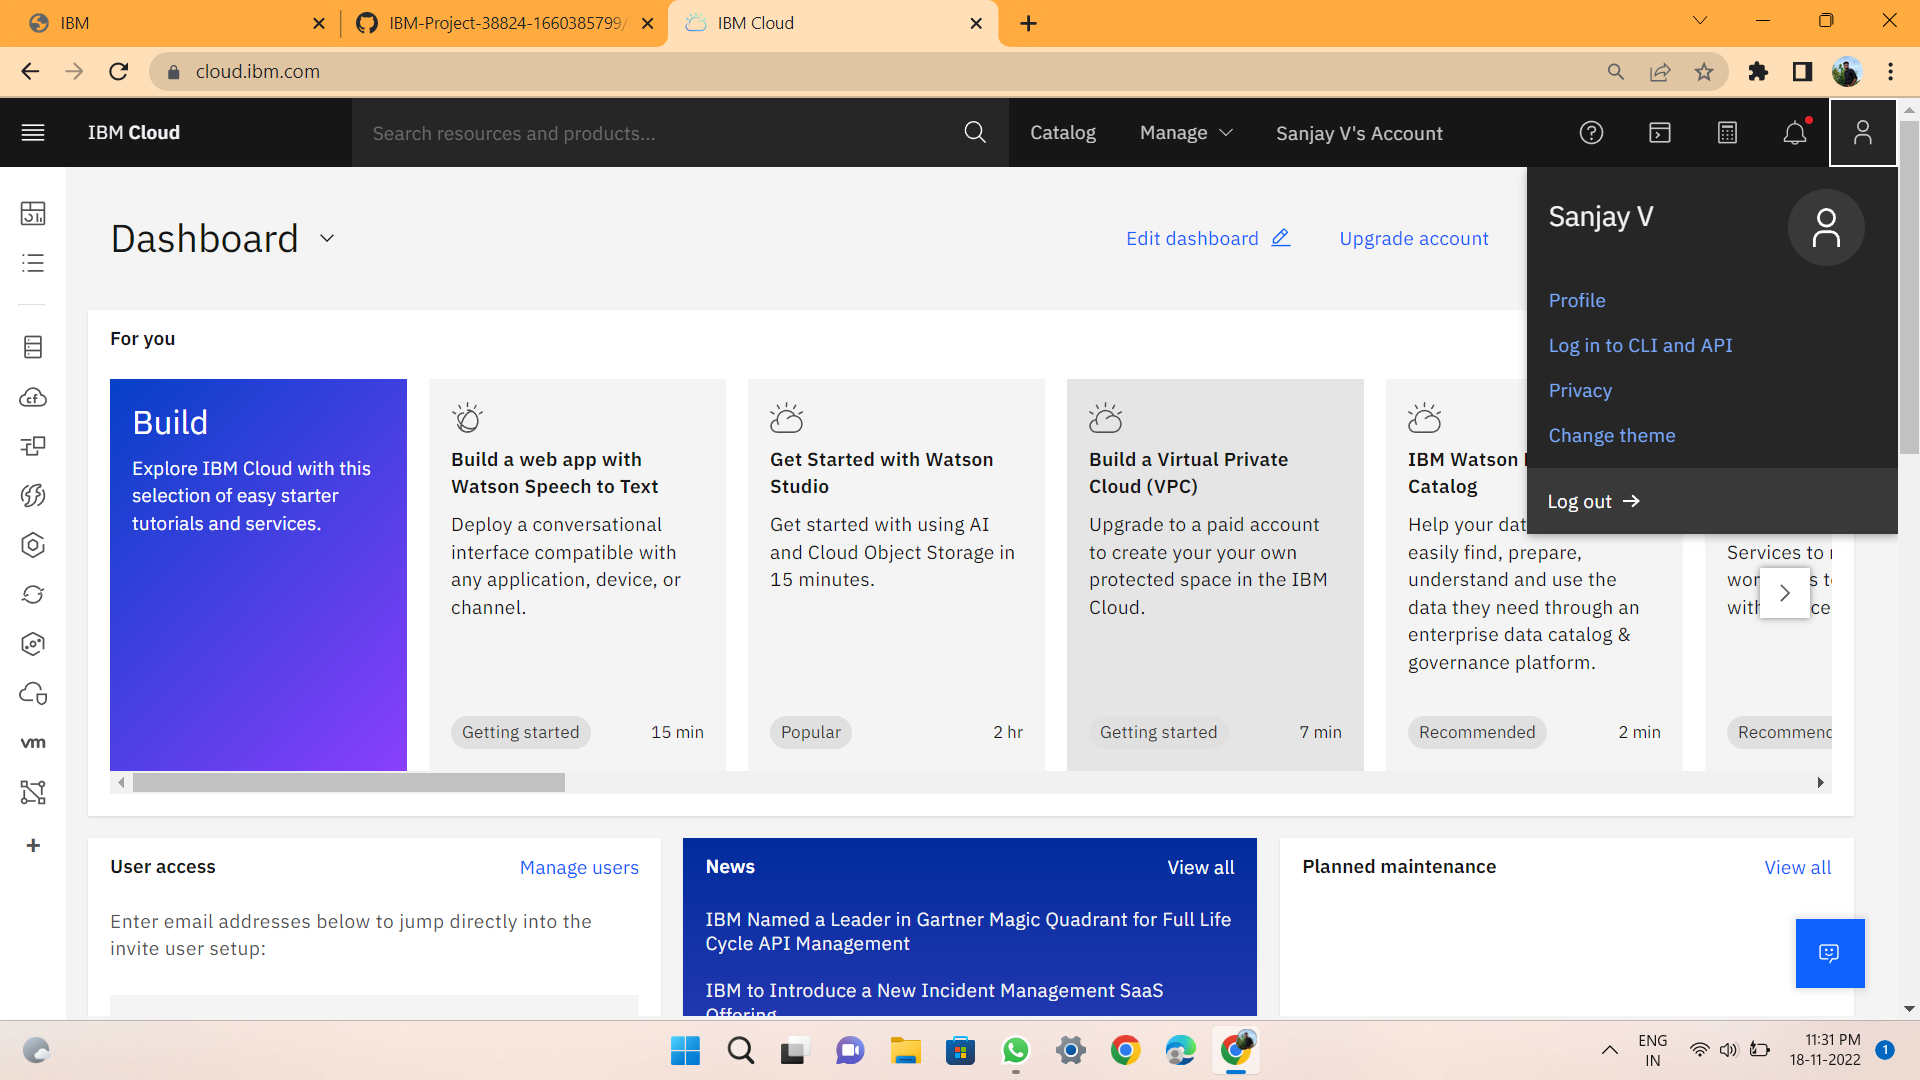 IBM
IBM-Project-38824-1660385799/
IBM Cloud
cloud.ibm.com
IBM Cloud
Search resources and products...
Catalog
Manage
Sanjay V's Account
Sanjay V
Profile
Log in to CLI and API
Privacy
Change theme
Log out
Dashboard
Edit dashboard
Upgrade account
For you
Build
Explore IBM Cloud with this
selection of easy starter
tutorials and services.
Build a web app with
Watson Speech to Text
Deploy a conversational
interface compatible with
any application, device, or
channel.
Getting started
15 min
Get Started with Watson
Studio
Get started with using AI
and Cloud Object Storage in
15 minutes.
Popular
2 hr
Build a Virtual Private
Cloud (VPC)
Upgrade to a paid account
to create your your own
protected space in the IBM
Cloud.
Getting started
7 min
IBM Watson
Catalog
Help your dat
easily find, prepare,
understand and use the
data they need through an
enterprise data catalog &
governance platform.
Recommended
2 min
Services to
with
Recommend
cf
vm
User access
Manage users
Enter email addresses below to jump directly into the
invite user setup:
News
View all
IBM Named a Leader in Gartner Magic Quadrant for Full Life
Cycle API Management
IBM to Introduce a New Incident Management SaaS
Offering
Planned maintenance
View all
ENG
IN
11:31 PM
18-11-2022
1